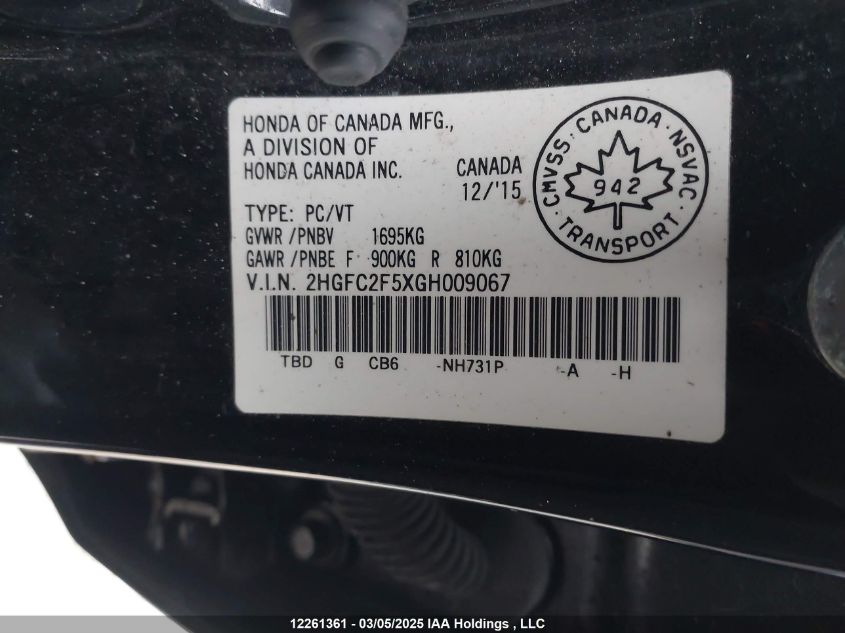 HONDA OF CANADA MFG.,
A DIVISION OF
HONDA CANADA INC.
CANADA
12/'15
TYPE: PC/VT
GVWR /PNBV 1695KG
GAWR /PNBE F 900KG R 810KG
V.I.N. 2HGFC2F5XGH009067
TBD G CB6 -NH731P -A -H
CMVSS · CANADA · NSVAC
942
· TRANSPORT ·
12261361 - 03/05/2025 IAA Holdings , LLC